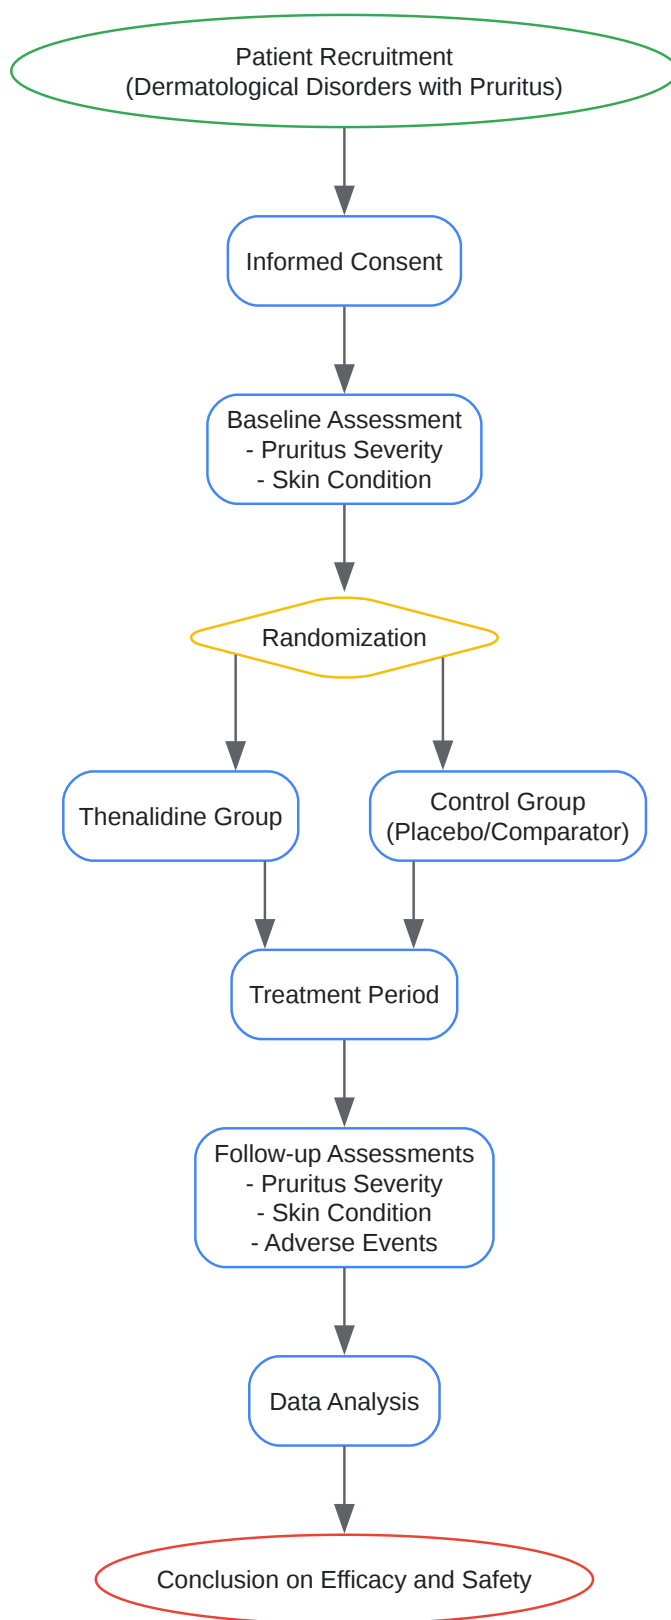 Patient Recruitment
(Dermatological Disorders with Pruritus)
Informed Consent
Baseline Assessment
- Pruritus Severity
- Skin Condition
Randomization
Thenalidine Group
Control Group
(Placebo/Comparator)
Treatment Period
Follow-up Assessments
- Pruritus Severity
- Skin Condition
- Adverse Events
Data Analysis
Conclusion on Efficacy and Safety